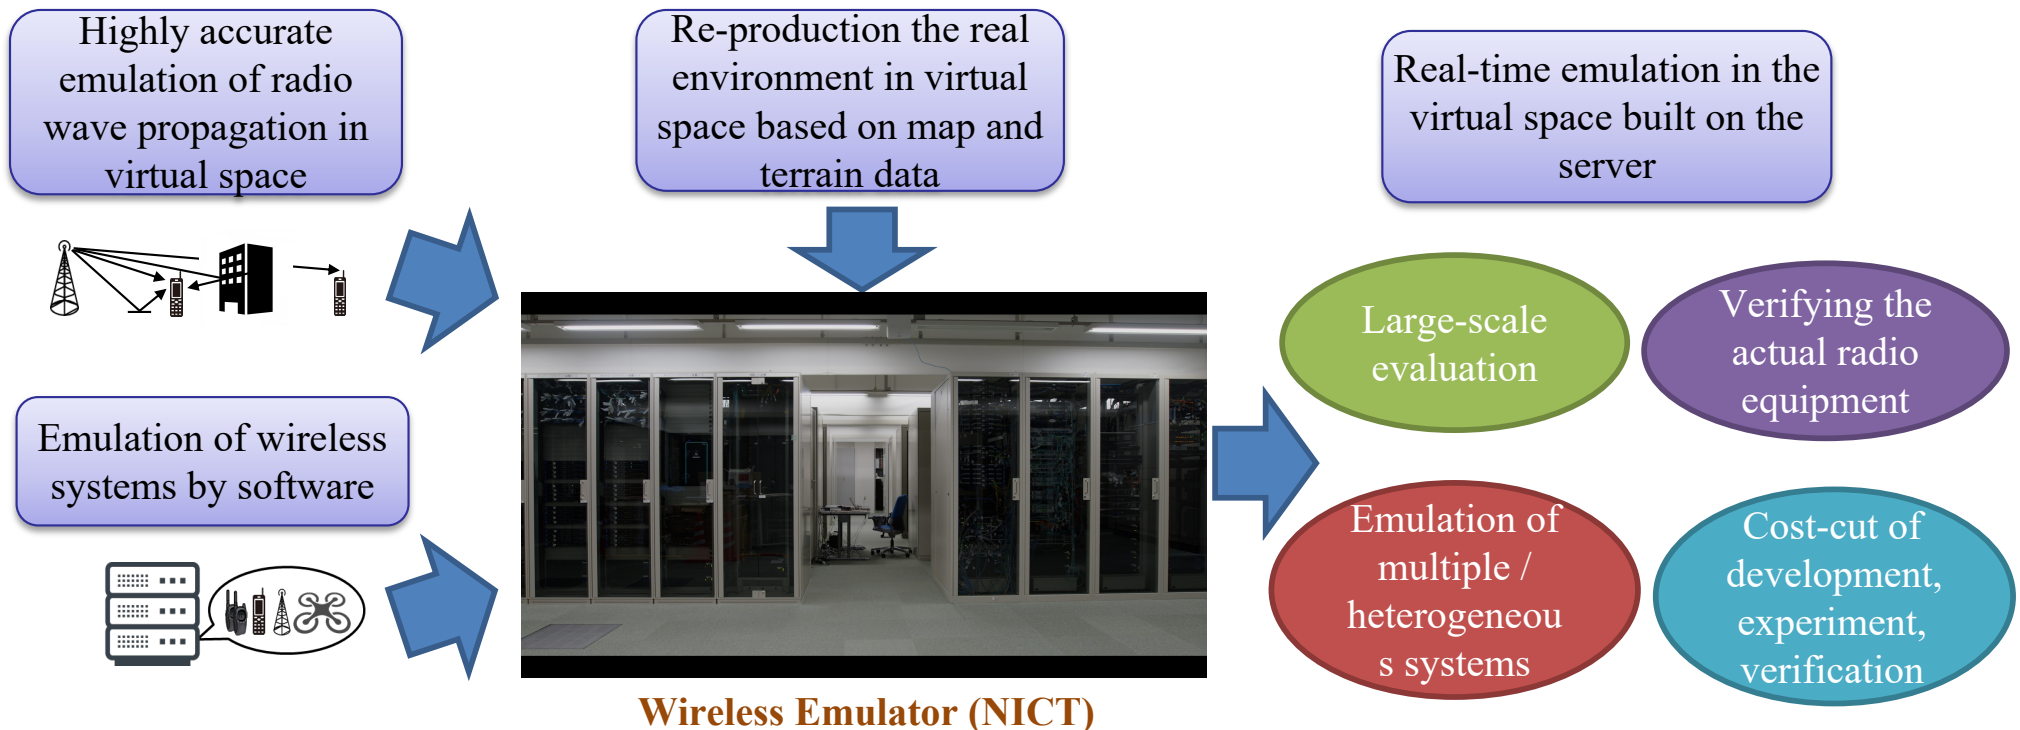 Highly accurate
emulation of radio
wave propagation in
virtual space
Re-production the real
environment in virtual
space based on map and
terrain data
Real-time emulation in the
virtual space built on the
server
Emulation of wireless
systems by software
Large-scale
evaluation
Verifying the
actual radio
equipment
Emulation of
multiple /
heterogeneou
s systems
Cost-cut of
development,
experiment,
verification
Wireless Emulator (NICT)